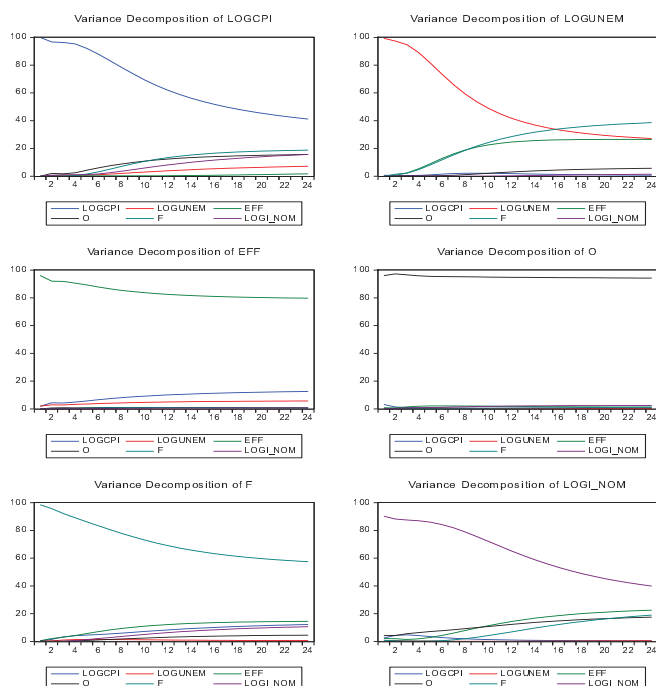 Variance Decomposition of LOGCPI
100
80
60
40
20
0
2 4 6 8 10 12 14 16 18 20 22 24
LOGCPI LOGUNEM EFF
O F LOGI_NOM
Variance Decomposition of LOGUNEM
100
80
60
40
20
0
2 4 6 8 10 12 14 16 18 20 22 24
LOGCPI LOGUNEM EFF
O F LOGI_NOM
Variance Decomposition of EFF
100
80
60
40
20
0
2 4 6 8 10 12 14 16 18 20 22 24
LOGCPI LOGUNEM EFF
O F LOGI_NOM
Variance Decomposition of O
100
80
60
40
20
0
2 4 6 8 10 12 14 16 18 20 22 24
LOGCPI LOGUNEM EFF
O F LOGI_NOM
Variance Decomposition of F
100
80
60
40
20
0
2 4 6 8 10 12 14 16 18 20 22 24
LOGCPI LOGUNEM EFF
O F LOGI_NOM
Variance Decomposition of LOGI_NOM
100
80
60
40
20
0
2 4 6 8 10 12 14 16 18 20 22 24
LOGCPI LOGUNEM EFF
O F LOGI_NOM